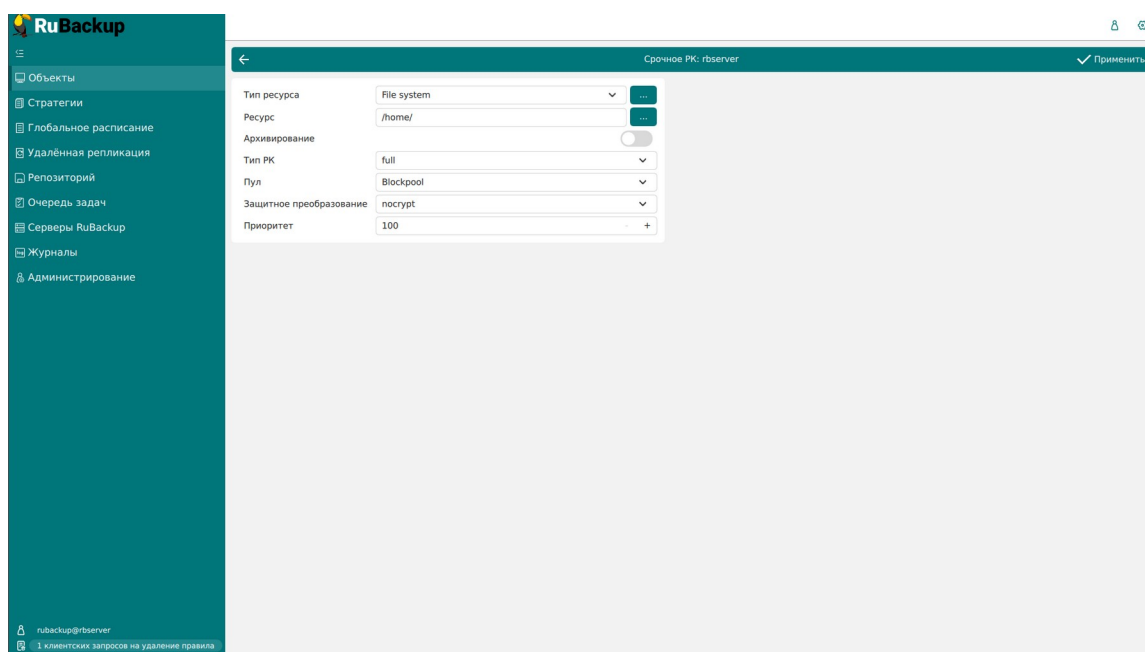 RuBackup
Объекты
Стратегии
Глобальное расписание
Удалённая репликация
Репозиторий
Очередь задач
Серверы RuBackup
Журналы
Администрирование
rubackup@rbserver
1 клиентских запросов на удаление правила
Срочное РК: rbserver
Применить
Тип ресурса File system ...
Ресурс /home/ ...
Архивирование
Тип РК full
Пул Blockpool
Защитное преобразование nocrypt
Приоритет 100 - +